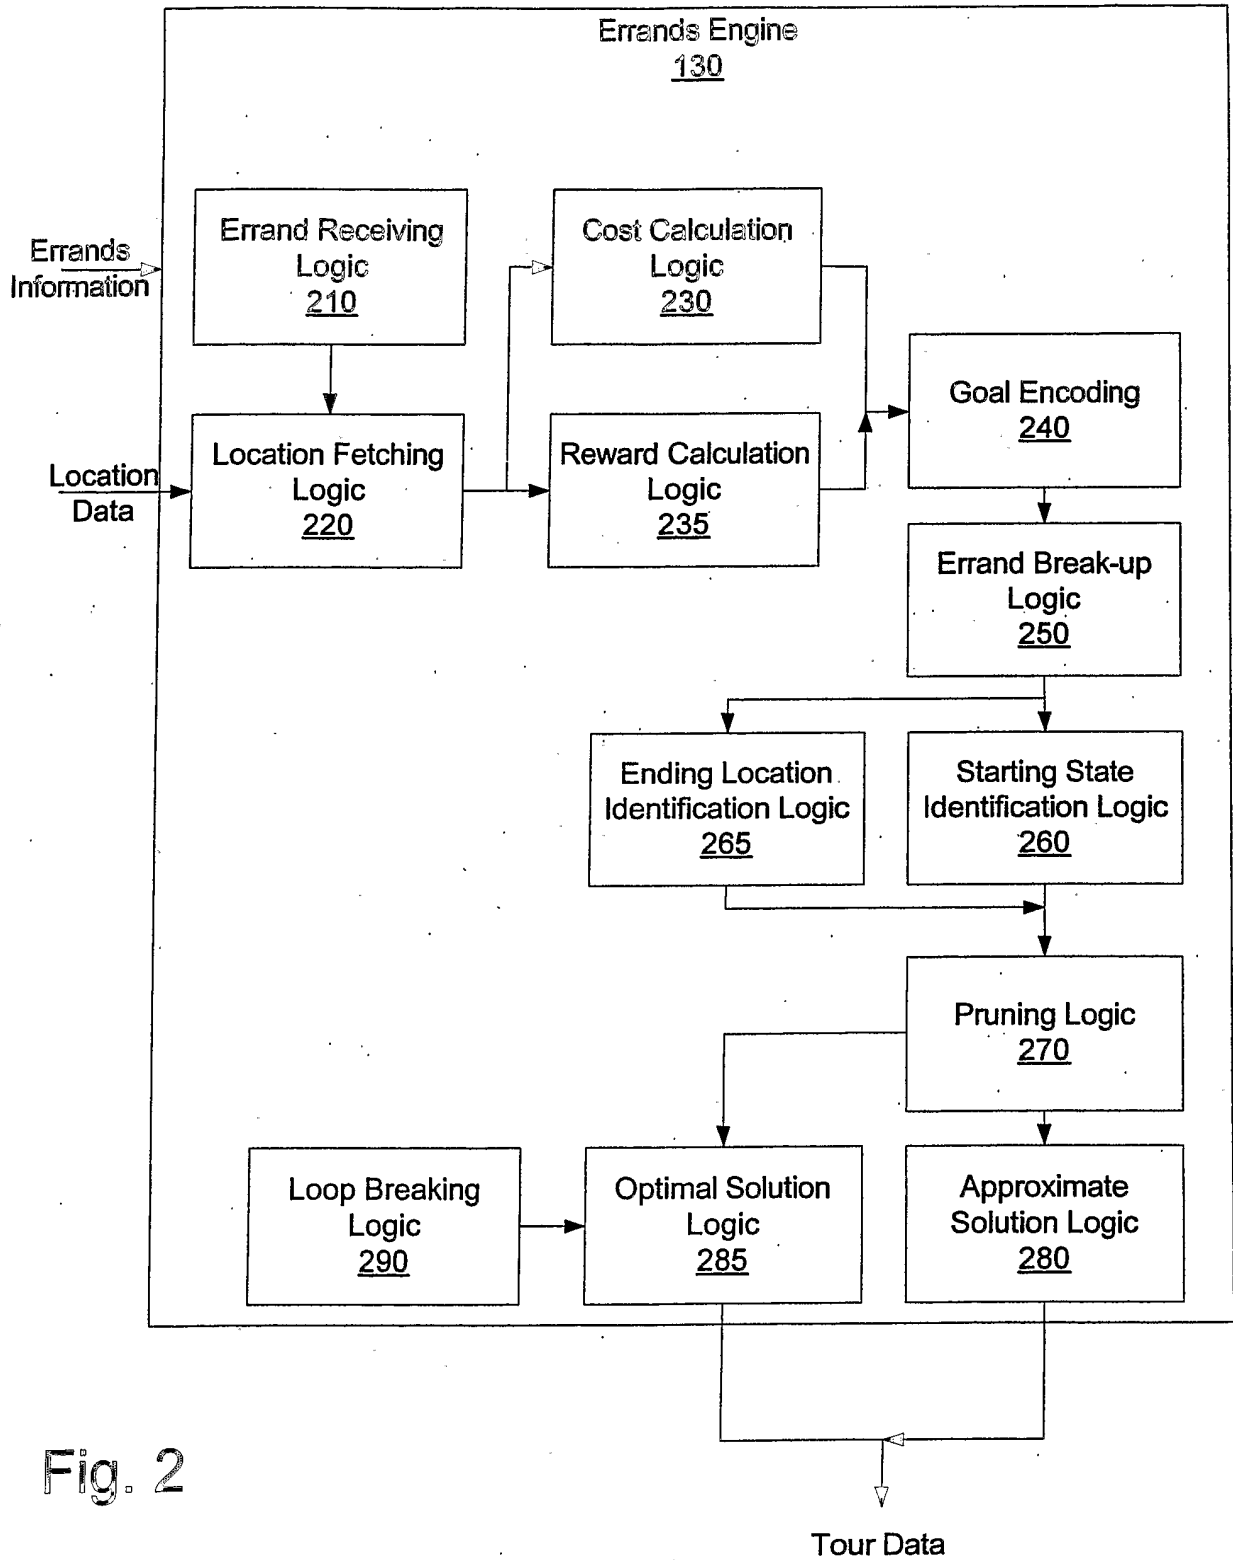 Errands Engine
130
Errands
Information
Errand Receiving
Logic
210
Cost Calculation
Logic
230
Location
Data
Location Fetching
Logic
220
Reward Calculation
Logic
235
Goal Encoding
240
Errand Break-up
Logic
250
Ending Location
Identification Logic
265
Starting State
Identification Logic
260
Pruning Logic
270
Loop Breaking
Logic
290
Optimal Solution
Logic
285
Approximate
Solution Logic
280
Fig. 2
Tour Data